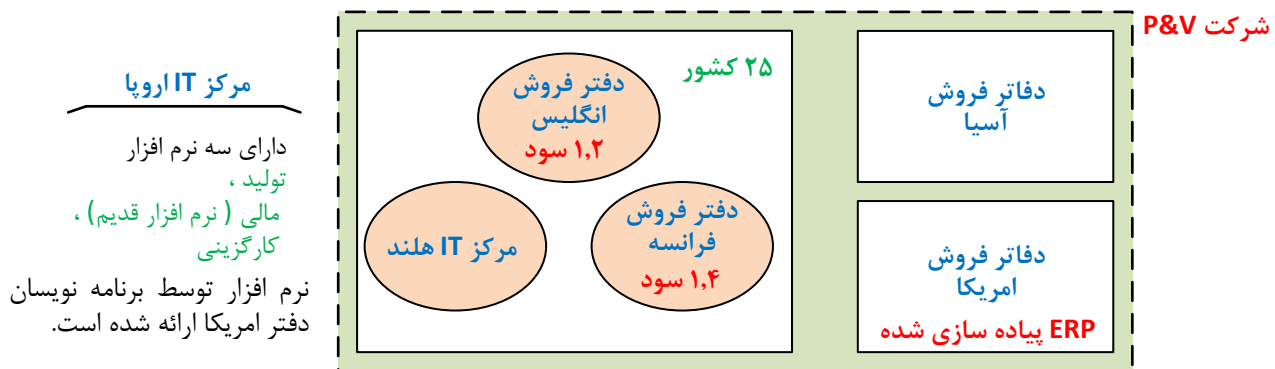 شرکت P&V
دفاتر فروش
آسیا
دفاتر فروش
امریکا
ERP پیاده سازی شده
۲۵ کشور
دفتر فروش
انگلیس
۱,۲ سود
دفتر فروش
فرانسه
۱,۴ سود
مرکز IT هلند
مرکز IT اروپا
دارای سه نرم افزار
تولید ،
مالی ( نرم افزار قدیم) ،
کارگزینی
نرم افزار توسط برنامه نویسان
دفتر امریکا ارائه شده است.